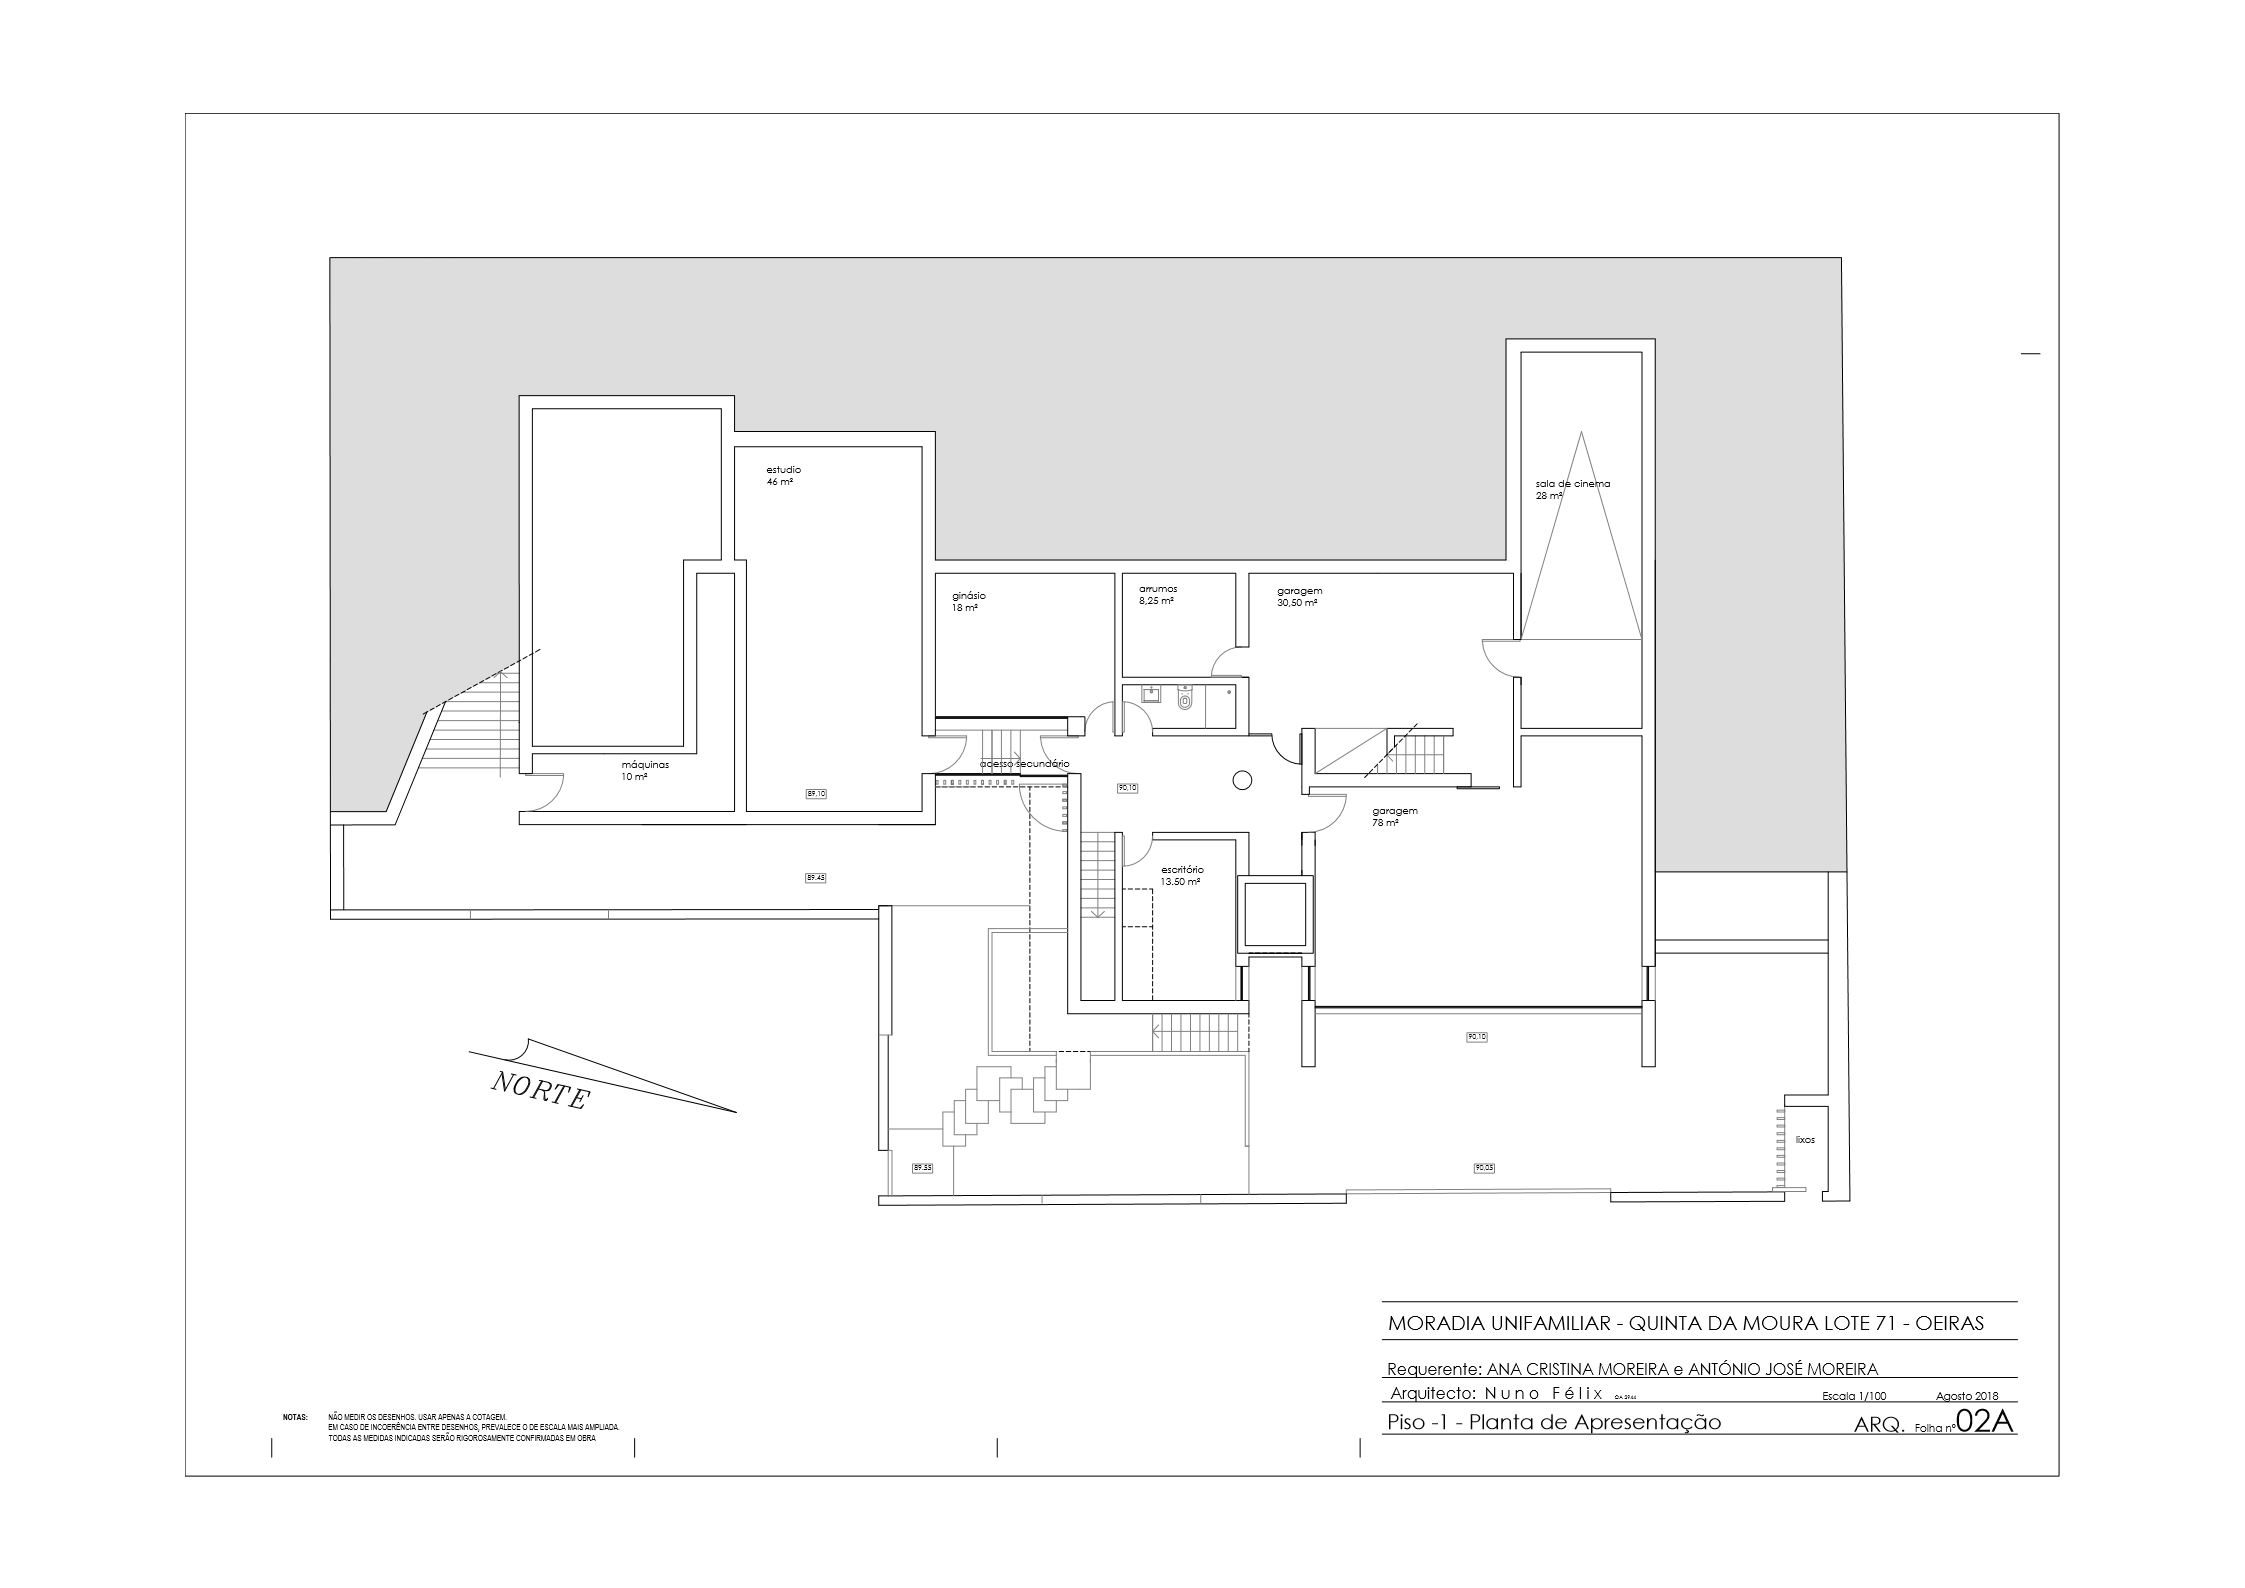 estudio
46 m²
sala de cinema
28 m²
ginásio
18 m²
arrumos
8,25 m²
garagem
30,50 m²
máquinas
10 m²
acesso secundário
89,10
90,10
garagem
78 m²
escritório
13.50 m²
89.45
90,10
NORTE
lixos
89.55
90,05
MORADIA UNIFAMILIAR - QUINTA DA MOURA LOTE 71 - OEIRAS
Requerente: ANA CRISTINA MOREIRA e ANTÓNIO JOSÉ MOREIRA
Arquitecto: Nuno Félix
Escala 1/100 Agosto 2018
Piso -1 - Planta de Apresentação ARQ. Folha nº 02A
NOTAS: NÃO MEDIR OS DESENHOS. USAR APENAS A COTAGEM.
EM CASO DE INCOERÊNCIA ENTRE DESENHOS, PREVALECE O DE ESCALA MAIS AMPLIADA.
TODAS AS MEDIDAS INDICADAS SERÃO RIGOROSAMENTE CONFIRMADAS EM OBRA